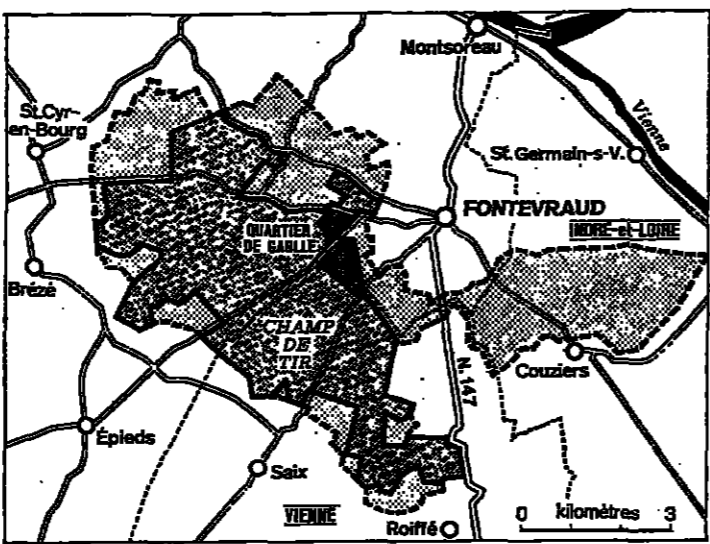 Montsoreau
St.Cyr-
en-Bourg
Vienne
St.Germain-s-V.
FONTEVRAUD
INDRE-et-LOIRE
QUARTIER
DE GAULLE
Brézé
CHAMP
DE
TIR
N.147
Couziers
Épieds
Saix
VIENNE
Roiffé
0 kilomètres 3